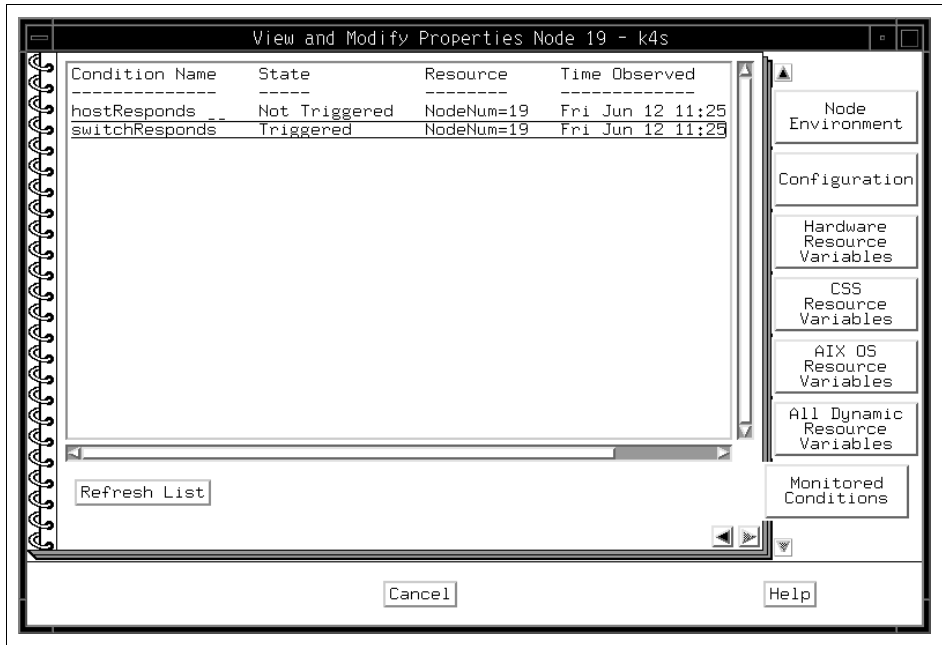 View and Modify Properties Node 19 - k4s
Condition Name State Resource Time Observed
-------------- ----- -------- -------------
hostResponds __ Not Triggered NodeNum=19 Fri Jun 12 11:25
switchResponds Triggered NodeNum=19 Fri Jun 12 11:25
Refresh List
Node
Environment
Configuration
Hardware
Resource
Variables
CSS
Resource
Variables
AIX OS
Resource
Variables
All Dynamic
Resource
Variables
Monitored
Conditions
Cancel
Help